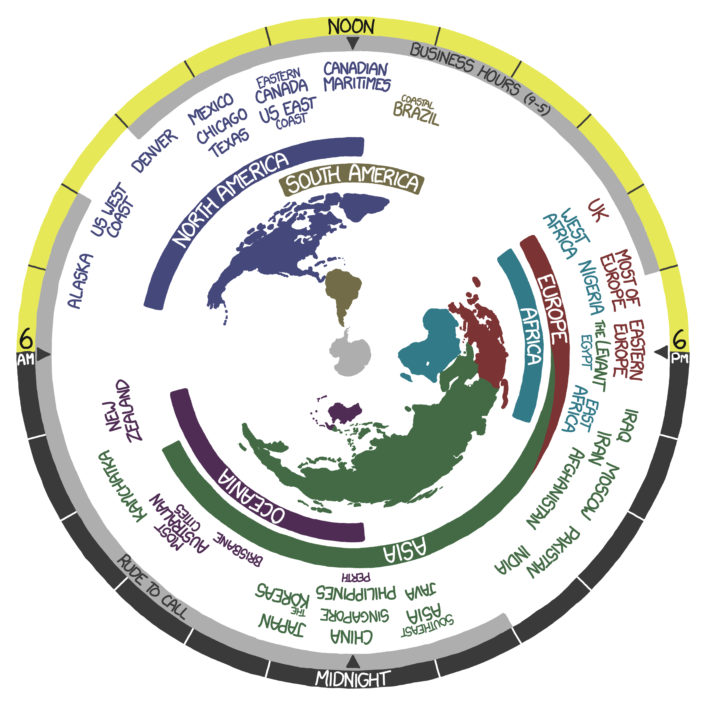 NOON
BUSINESS HOURS (9-5)
CANADIAN
MARITIMES
EASTERN
CANADA
US EAST
COAST
MEXICO
CHICAGO
TEXAS
DENVER
US WEST
COAST
ALASKA
COASTAL
BRAZIL
NORTH AMERICA
SOUTH AMERICA
UK
WEST
AFRICA
NIGERIA
MOST OF
EUROPE
EASTERN
EUROPE
THE LEVANT
EGYPT
EAST
AFRICA
EUROPE
AFRICA
6
AM
6
PM
IRAQ
IRAN
MOSCOW
AFGHANISTAN
PAKISTAN
INDIA
NEW
ZEALAND
KAMCHATKA
MOST
AUSTRALIAN
CITIES
BRISBANE
OCEANIA
ASIA
PERTH
JAVA
PHILIPPINES
THE
KOREAS
SOUTHEAST
ASIA
SINGAPORE
CHINA
JAPAN
RUDE TO CALL
MIDNIGHT